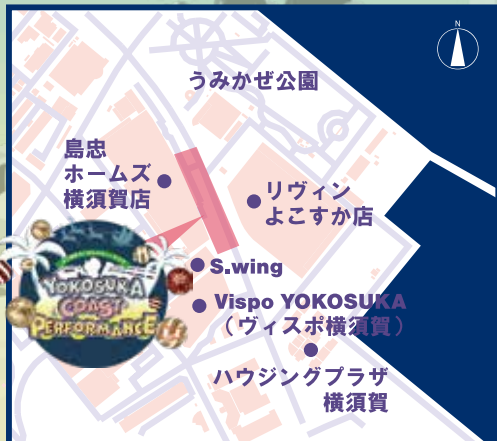 N
うみかぜ公園
島忠
ホームズ
横須賀店
リヴィン
よこすか店
S.wing
YOKOSUKA
COAST
PERFORMANCE
Vispo YOKOSUKA
（ヴィスポ横須賀）
ハウジングプラザ
横須賀